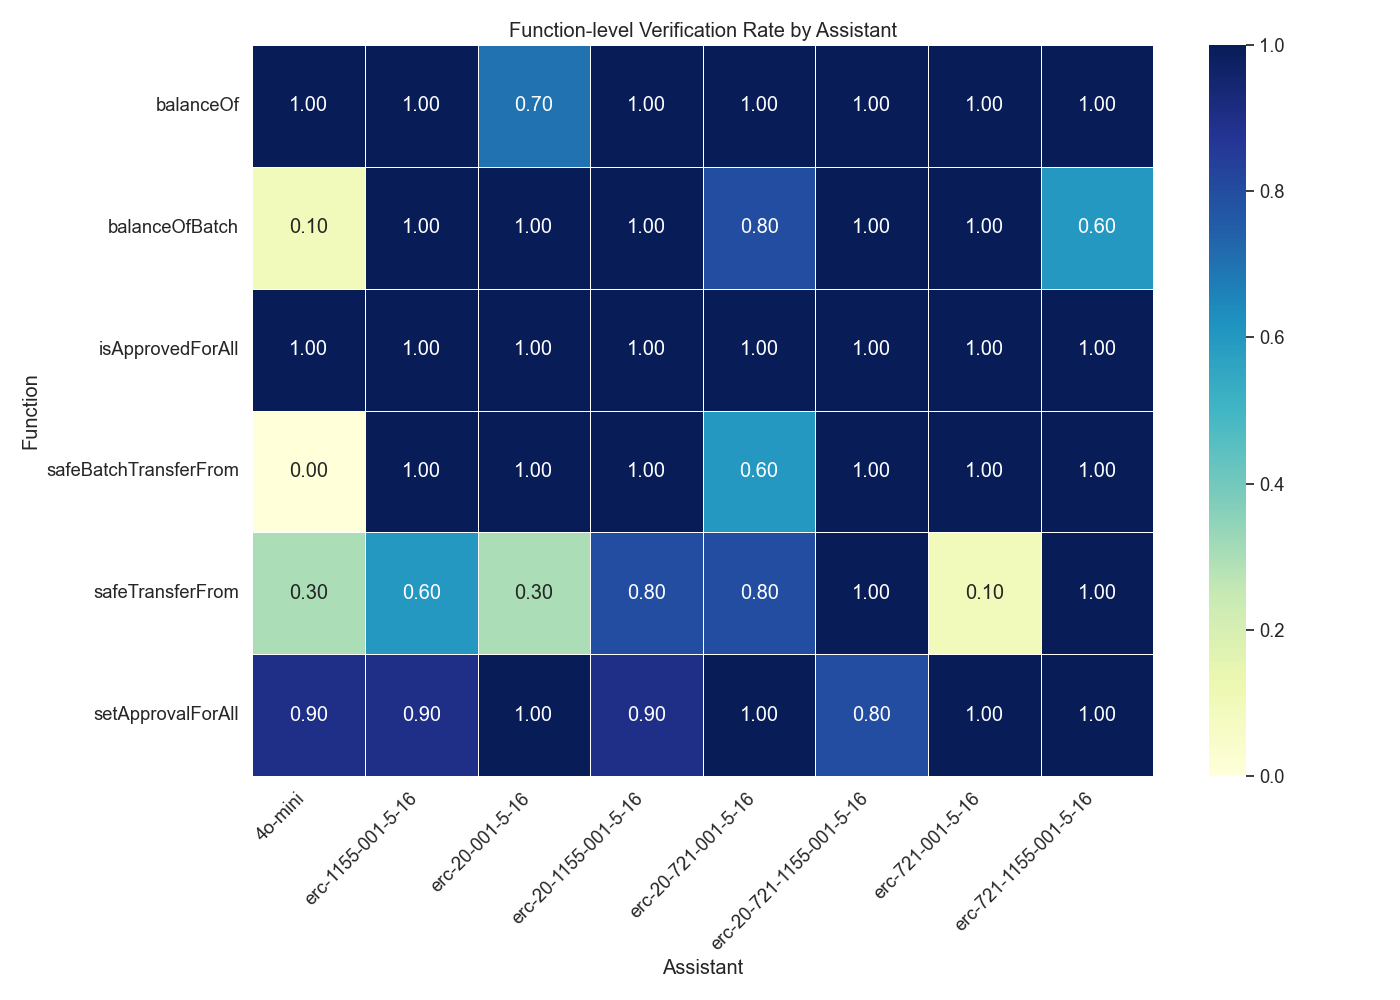 Function-level Verification Rate by Assistant
balanceOf 1.00 1.00 0.70 1.00 1.00 1.00 1.00 1.00
balanceOfBatch 0.10 1.00 1.00 1.00 0.80 1.00 1.00 0.60
isApprovedForAll 1.00 1.00 1.00 1.00 1.00 1.00 1.00 1.00
safeBatchTransferFrom 0.00 1.00 1.00 1.00 0.60 1.00 1.00 1.00
safeTransferFrom 0.30 0.60 0.30 0.80 0.80 1.00 0.10 1.00
setApprovalForAll 0.90 0.90 1.00 0.90 1.00 0.80 1.00 1.00
Function
4o-mini
erc-1155-001-5-16
erc-20-001-5-16
erc-20-1155-001-5-16
erc-20-721-001-5-16
erc-20-721-1155-001-5-16
erc-721-001-5-16
erc-721-1155-001-5-16
Assistant
1.0
0.8
0.6
0.4
0.2
0.0